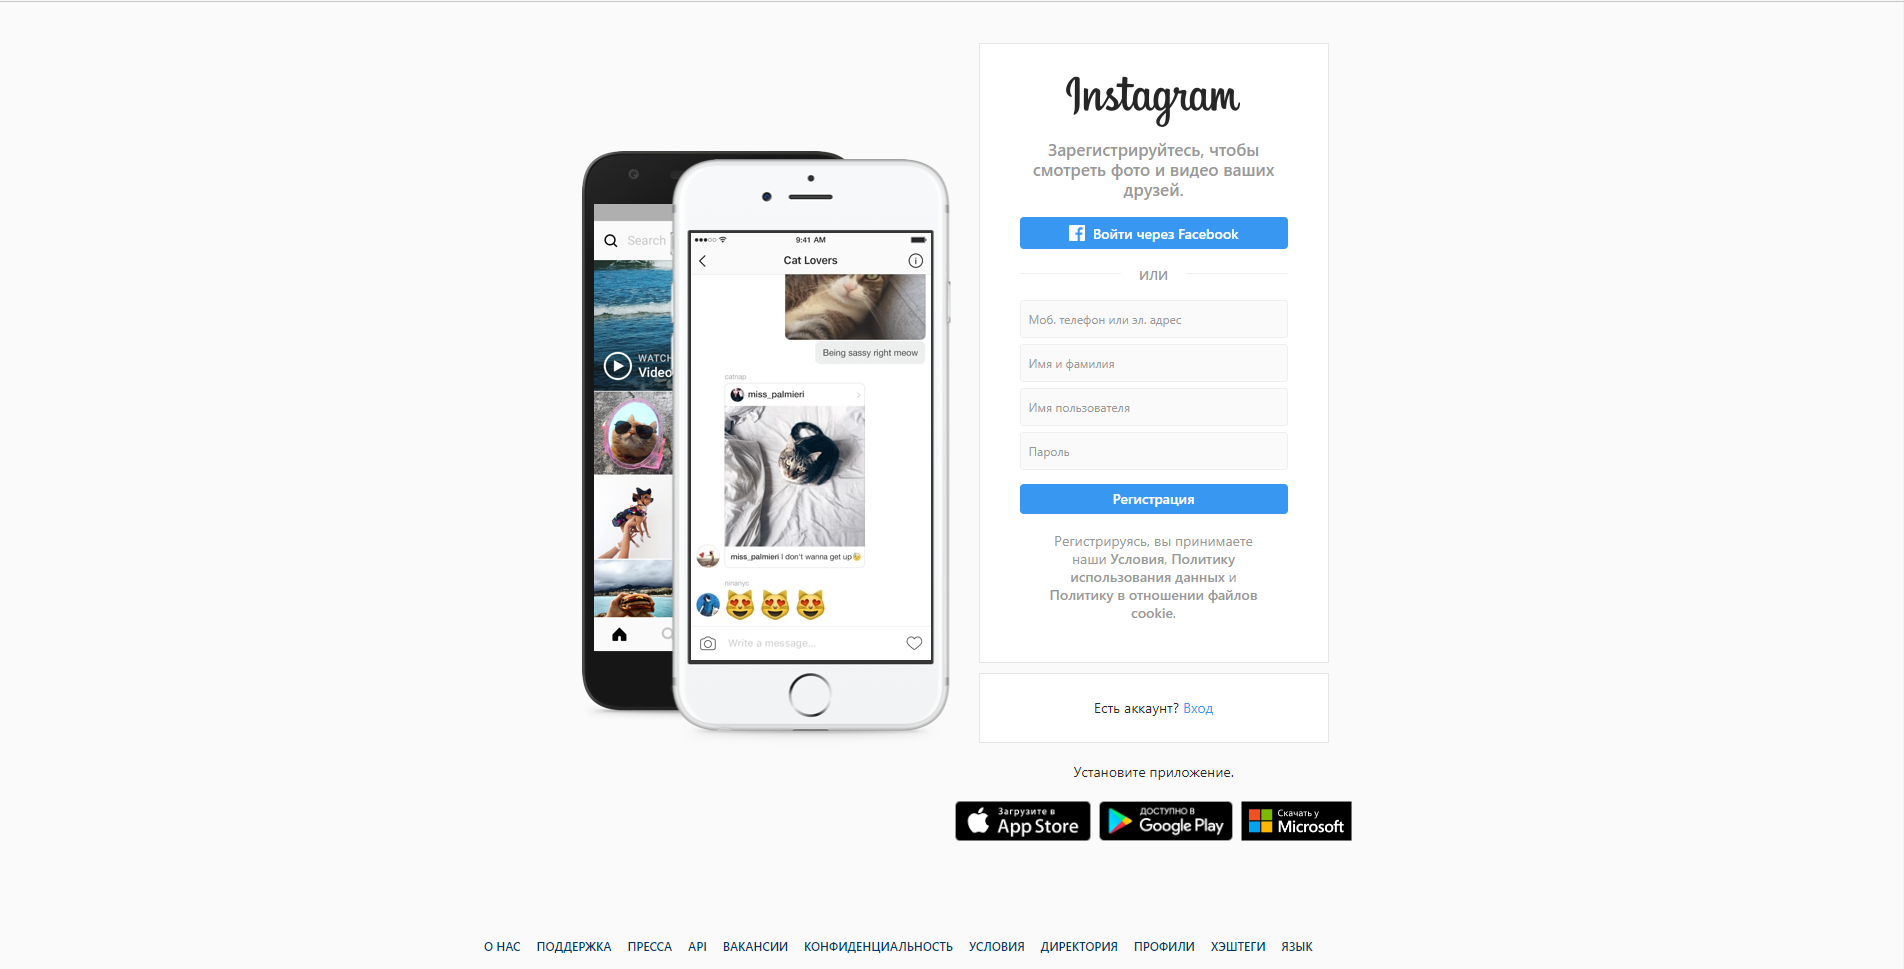 Instagram
Зарегистрируйтесь, чтобы
смотреть фото и видео ваших
друзей.
Войти через Facebook
ИЛИ
Моб. телефон или эл. адрес
Имя и фамилия
Имя пользователя
Пароль
Регистрация
Регистрируясь, вы принимаете
наши Условия, Политику
использования данных и
Политику в отношении файлов
cookie.
Есть аккаунт? Вход
Установите приложение.
Загрузите в
App Store
ДОСТУПНО В
Google Play
Скачать у
Microsoft
Search
WATCH
Video
9:41 AM
Cat Lovers
Being sassy right meow
catnap
miss_palmieri
miss_palmieri I don't wanna get up😴
ninanyc
😻😻😻
Write a message...
О НАС ПОДДЕРЖКА ПРЕССА API ВАКАНСИИ КОНФИДЕНЦИАЛЬНОСТЬ УСЛОВИЯ ДИРЕКТОРИЯ ПРОФИЛИ ХЭШТЕГИ ЯЗЫК